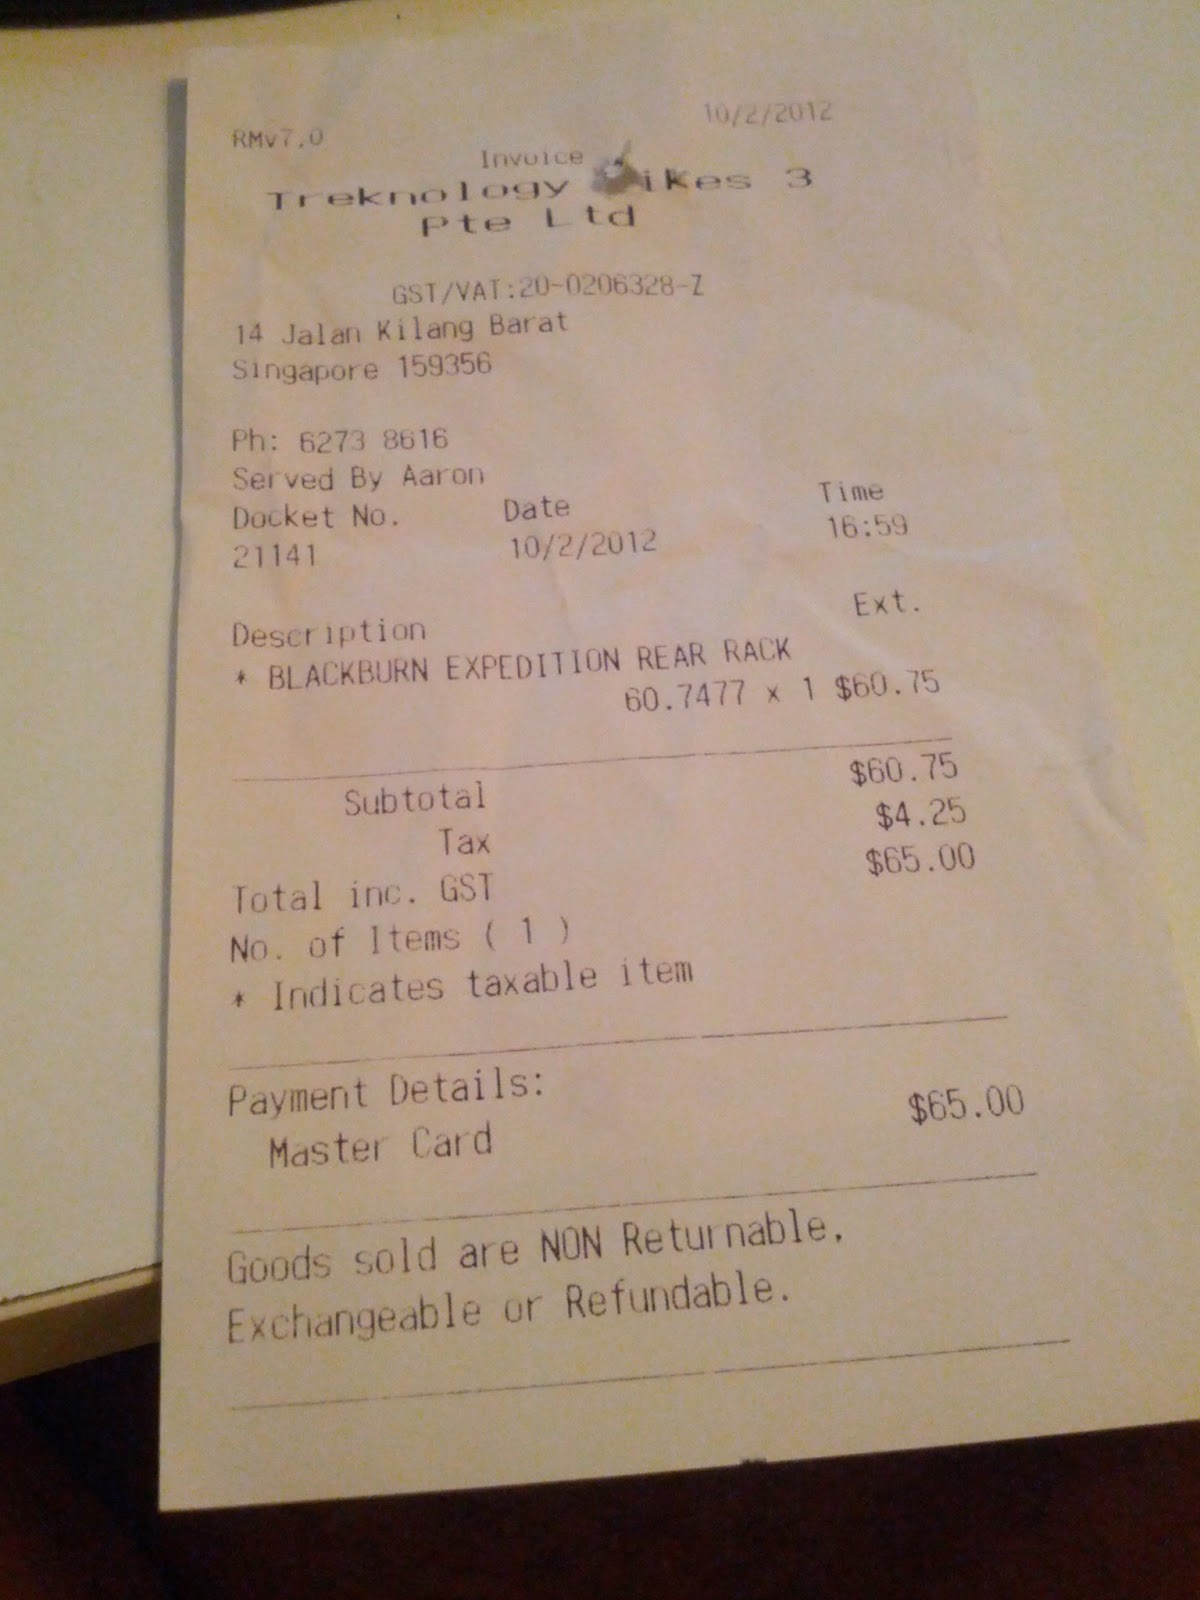 10/2/2012
RMv7.0
Invoice
Treknology ikes 3
Pte Ltd
GST/VAT:20-0206328-Z
14 Jalan Kilang Barat
Singapore 159356
Ph: 6273 8616
Served By Aaron
Docket No. Date Time
21141 10/2/2012 16:59
Description Ext.
* BLACKBURN EXPEDITION REAR RACK
60.7477 x 1 $60.75
Subtotal $60.75
Tax $4.25
Total inc. GST $65.00
No. of Items ( 1 )
* Indicates taxable item
Payment Details:
Master Card $65.00
Goods sold are NON Returnable,
Exchangeable or Refundable.